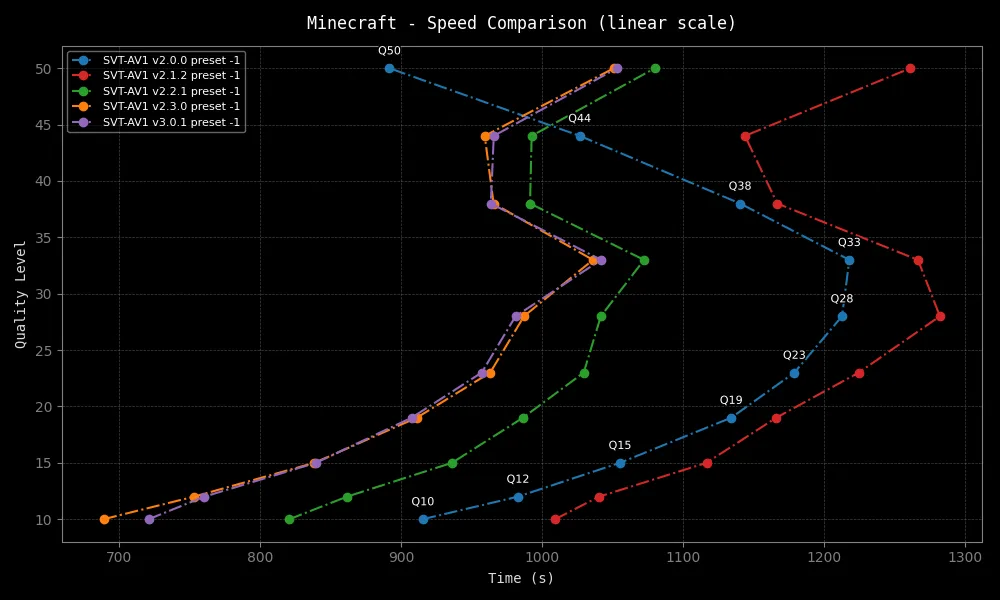 Minecraft - Speed Comparison (linear scale)
SVT-AV1 v2.0.0 preset -1
SVT-AV1 v2.1.2 preset -1
SVT-AV1 v2.2.1 preset -1
SVT-AV1 v2.3.0 preset -1
SVT-AV1 v3.0.1 preset -1
Q50
Q44
Q38
Q33
Q28
Q23
Q19
Q15
Q12
Q10
Quality Level
50
45
40
35
30
25
20
15
10
700 800 900 1000 1100 1200 1300
Time (s)